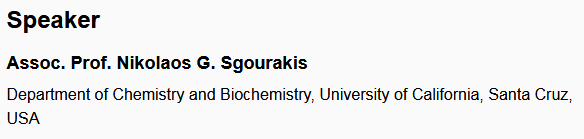 Speaker
Assoc. Prof. Nikolaos G. Sgourakis
Department of Chemistry and Biochemistry, University of California, Santa Cruz,
USA